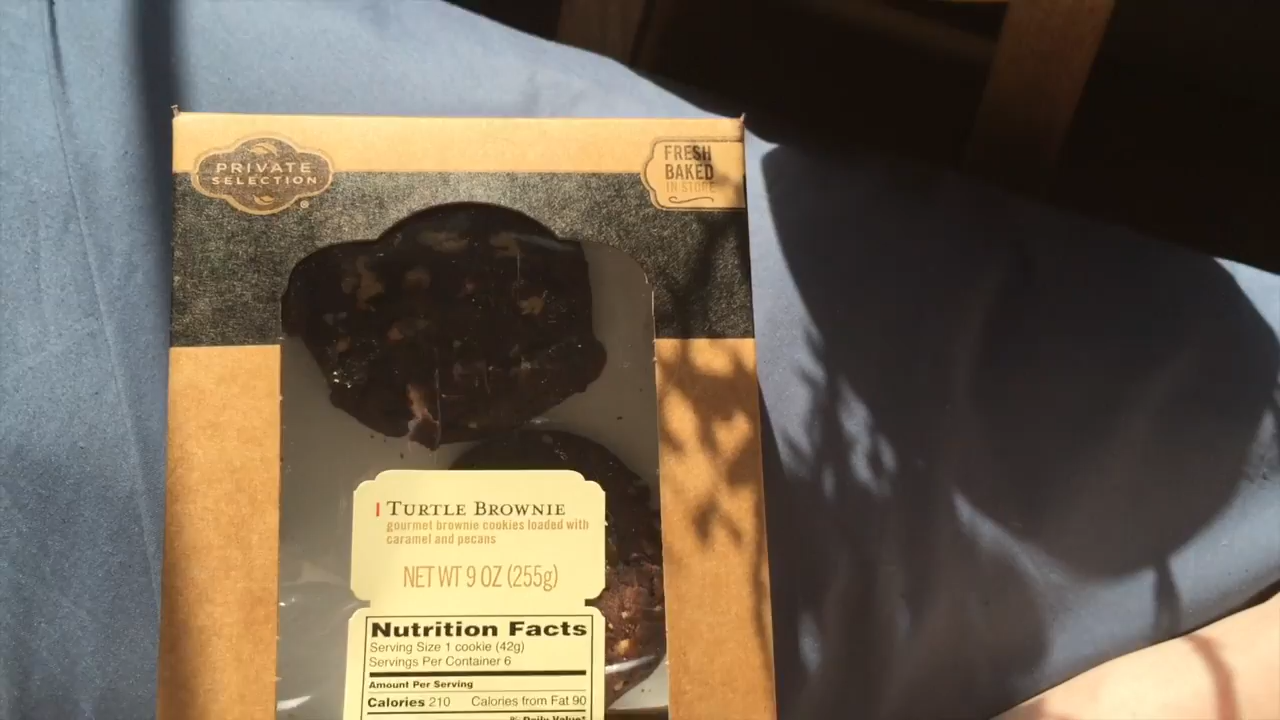 PRIVATE
SELECTION
®
FRESH
BAKED
IN STORE
TURTLE BROWNIE
gourmet brownie cookies loaded with
caramel and pecans
NET WT 9 OZ (255g)
Nutrition Facts
Serving Size 1 cookie (42g)
Servings Per Container 6
Amount Per Serving
Calories 210 Calories from Fat 90
% Daily Value*